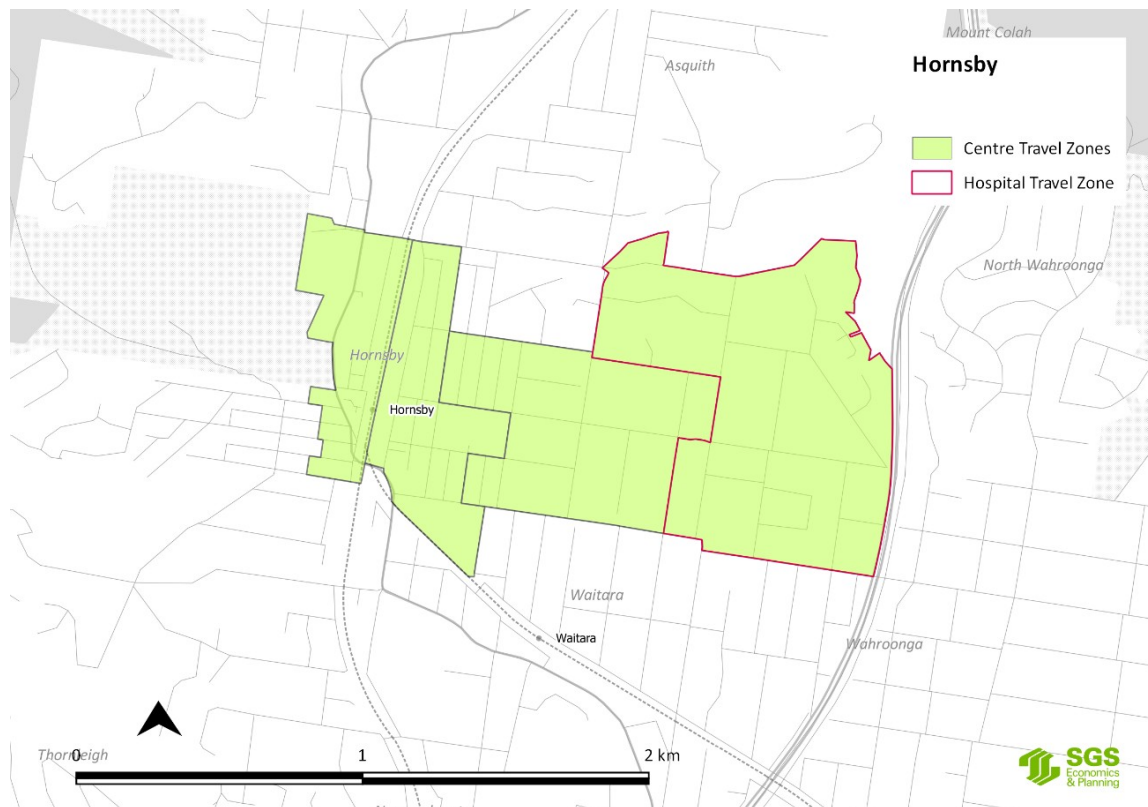 Mount Colah
Asquith
Hornsby
Centre Travel Zones
Hospital Travel Zone
North Wahroonga
Hornsby
Hornsby
Waitara
Waitara
Wahroonga
Thornleigh
0
1
2 km
SGS
Economics
& Planning